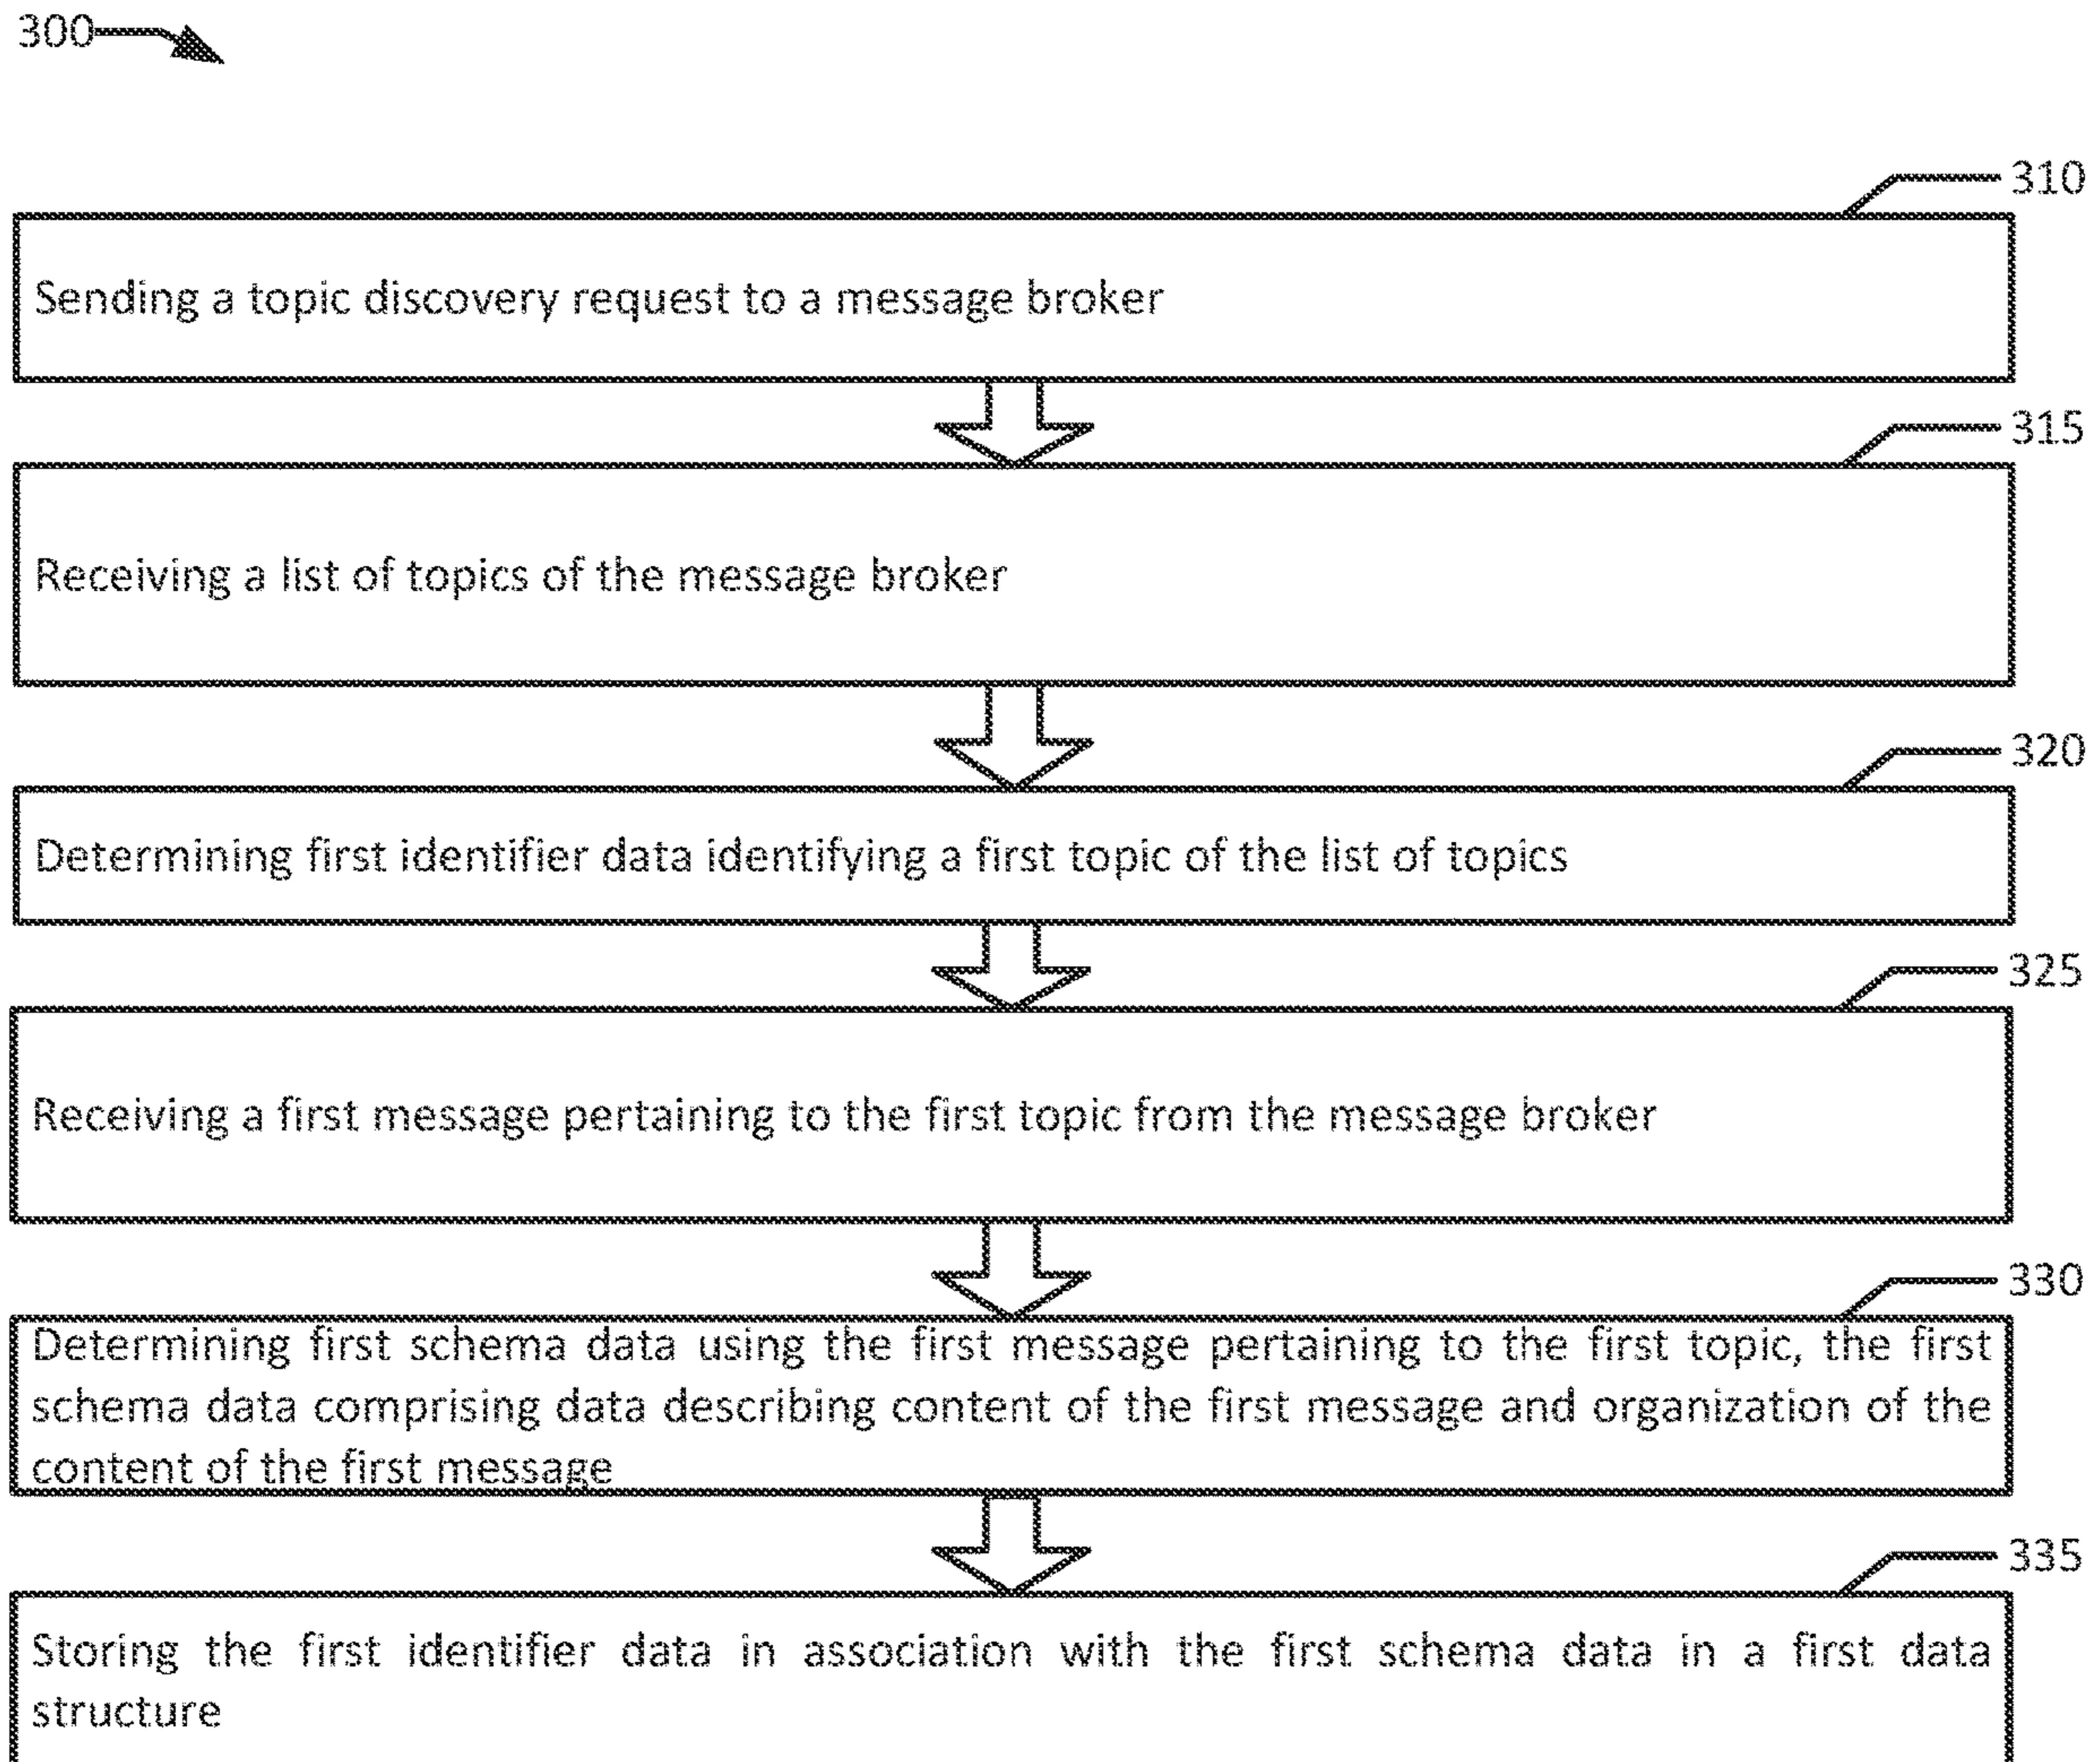 300
310
Sending a topic discovery request to a message broker
315
Receiving a list of topics of the message broker
320
Determining first identifier data identifying a first topic of the list of topics
325
Receiving a first message pertaining to the first topic from the message broker
330
Determining first schema data using the first message pertaining to the first topic, the first
schema data comprising data describing content of the first message and organization of the
content of the first message
335
Storing the first identifier data in association with the first schema data in a first data
structure